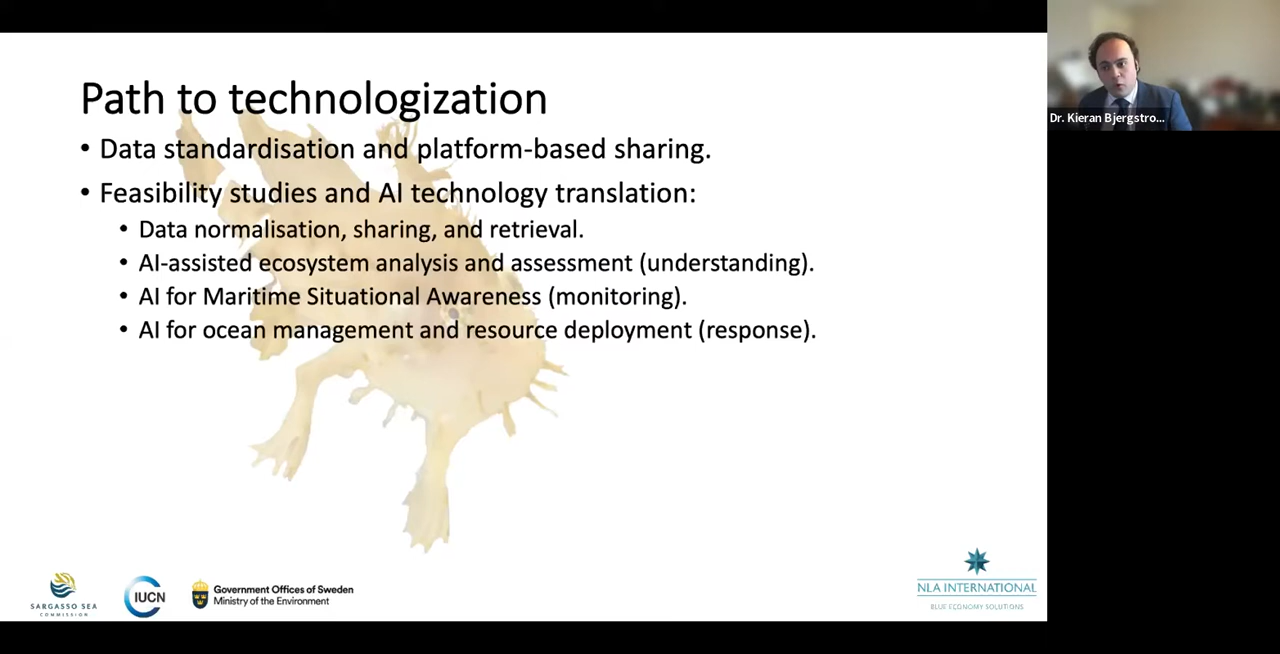 Path to technologization
• Data standardisation and platform-based sharing.
• Feasibility studies and AI technology translation:
• Data normalisation, sharing, and retrieval.
• AI-assisted ecosystem analysis and assessment (understanding).
• AI for Maritime Situational Awareness (monitoring).
• AI for ocean management and resource deployment (response).
Dr. Kieran Bjergstro...
SARGASSO SEA
COMMISSION
IUCN
Government Offices of Sweden
Ministry of the Environment
NLA INTERNATIONAL
BLUE ECONOMY SOLUTIONS